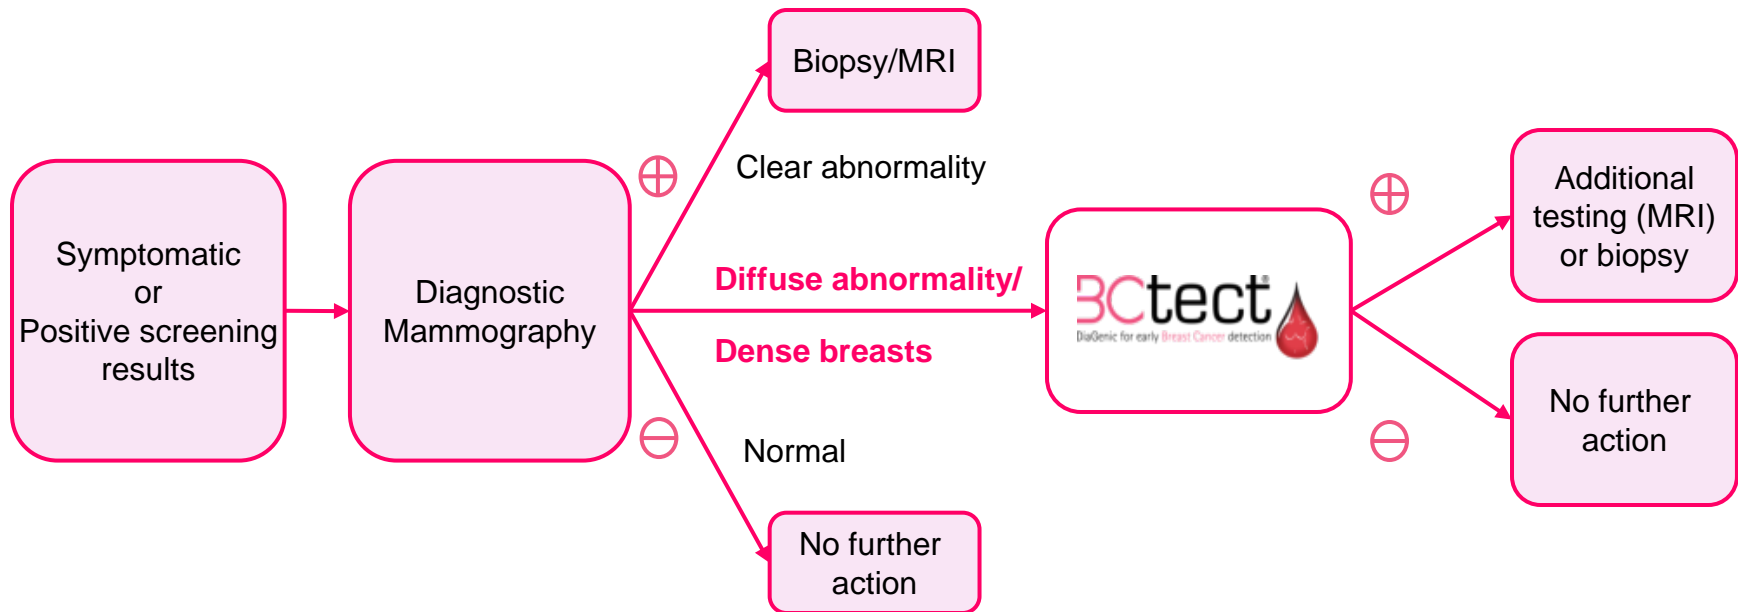 Symptomatic
or
Positive screening
results
Diagnostic
Mammography
Biopsy/MRI
Clear abnormality
Diffuse abnormality/
Dense breasts
Normal
No further
action
BCtect®
DiaGenic for early Breast Cancer detection
Additional
testing (MRI)
or biopsy
No further
action